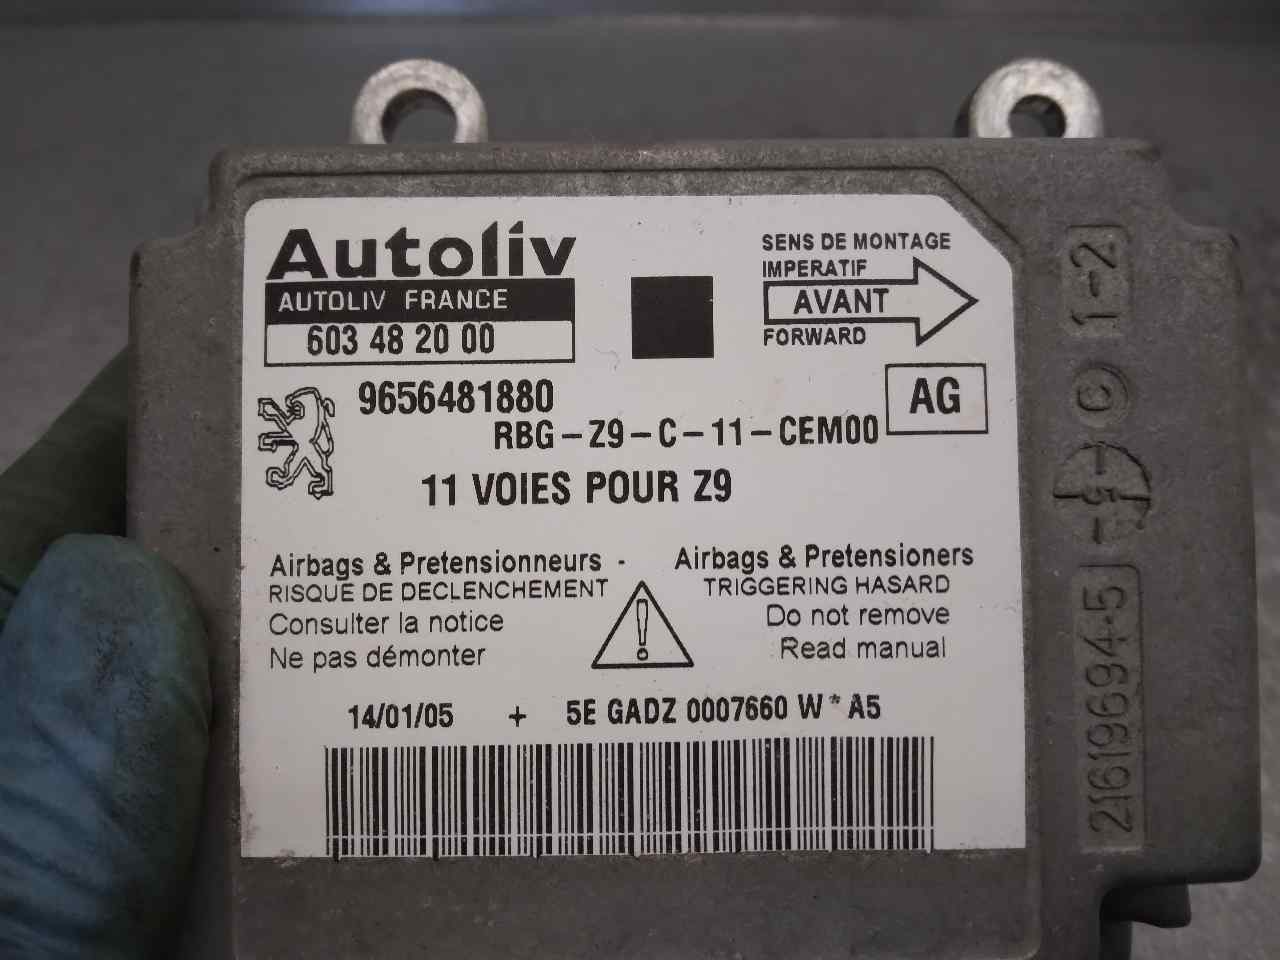 Autoliv
AUTOLIV FRANCE
603 48 20 00
SENS DE MONTAGE
IMPERATIF
AVANT
FORWARD
9656481880
AG
RBG-Z9-C-11-CEM00
11 VOIES POUR Z9
Airbags & Pretensionneurs - Airbags & Pretensioners
RISQUE DE DECLENCHEMENT
Consulter la notice
Ne pas démonter
TRIGGERING HASARD
Do not remove
Read manual
14/01/05 + 5E GADZ 0007660 W*A5
21619694-5
1-2